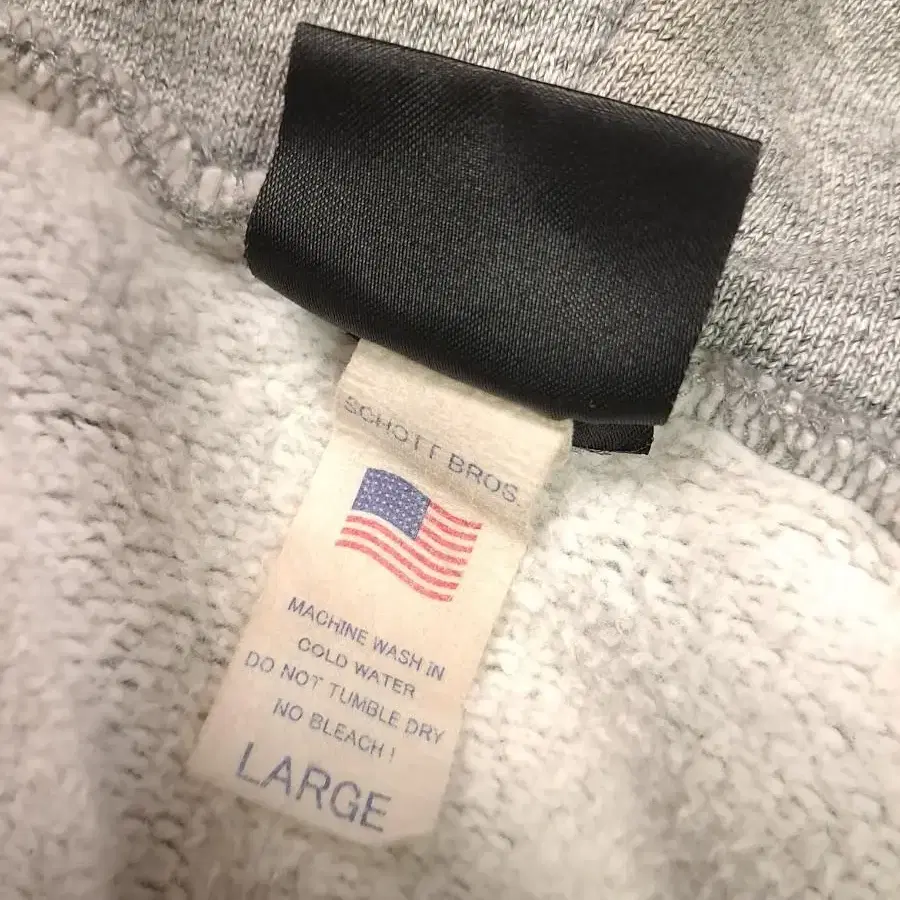 SCHOTT BROS.
MACHINE WASH IN
COLD WATER
DO NOT TUMBLE DRY
NO BLEACH !
LARGE